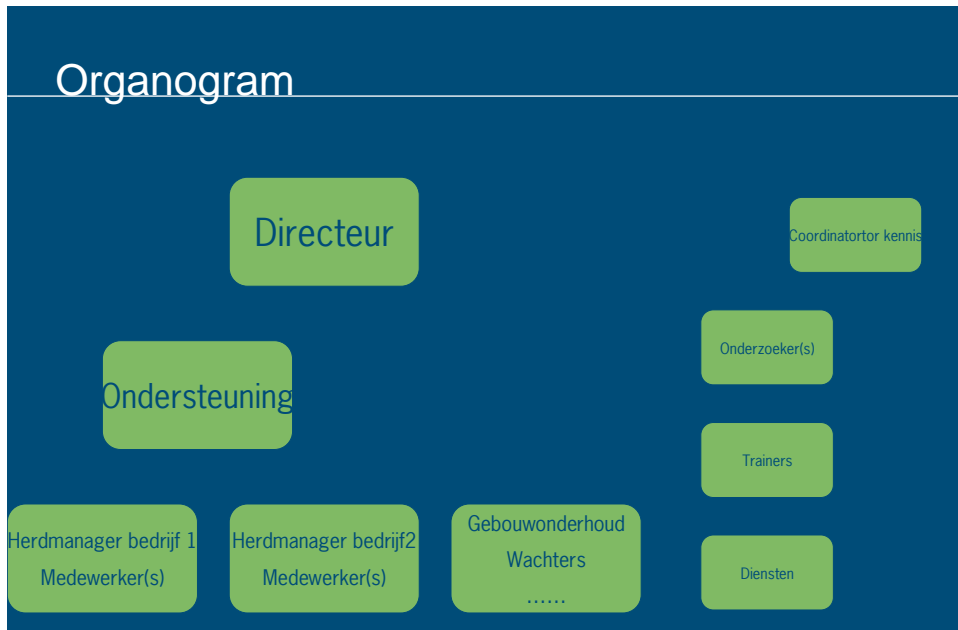 Organogram
Directeur
Ondersteuning
Herdmanager bedrijf 1
Medewerker(s)
Herdmanager bedrijf2
Medewerker(s)
Gebouwonderhoud
Wachters
......
Coordinatortor kennis
Onderzoeker(s)
Trainers
Diensten